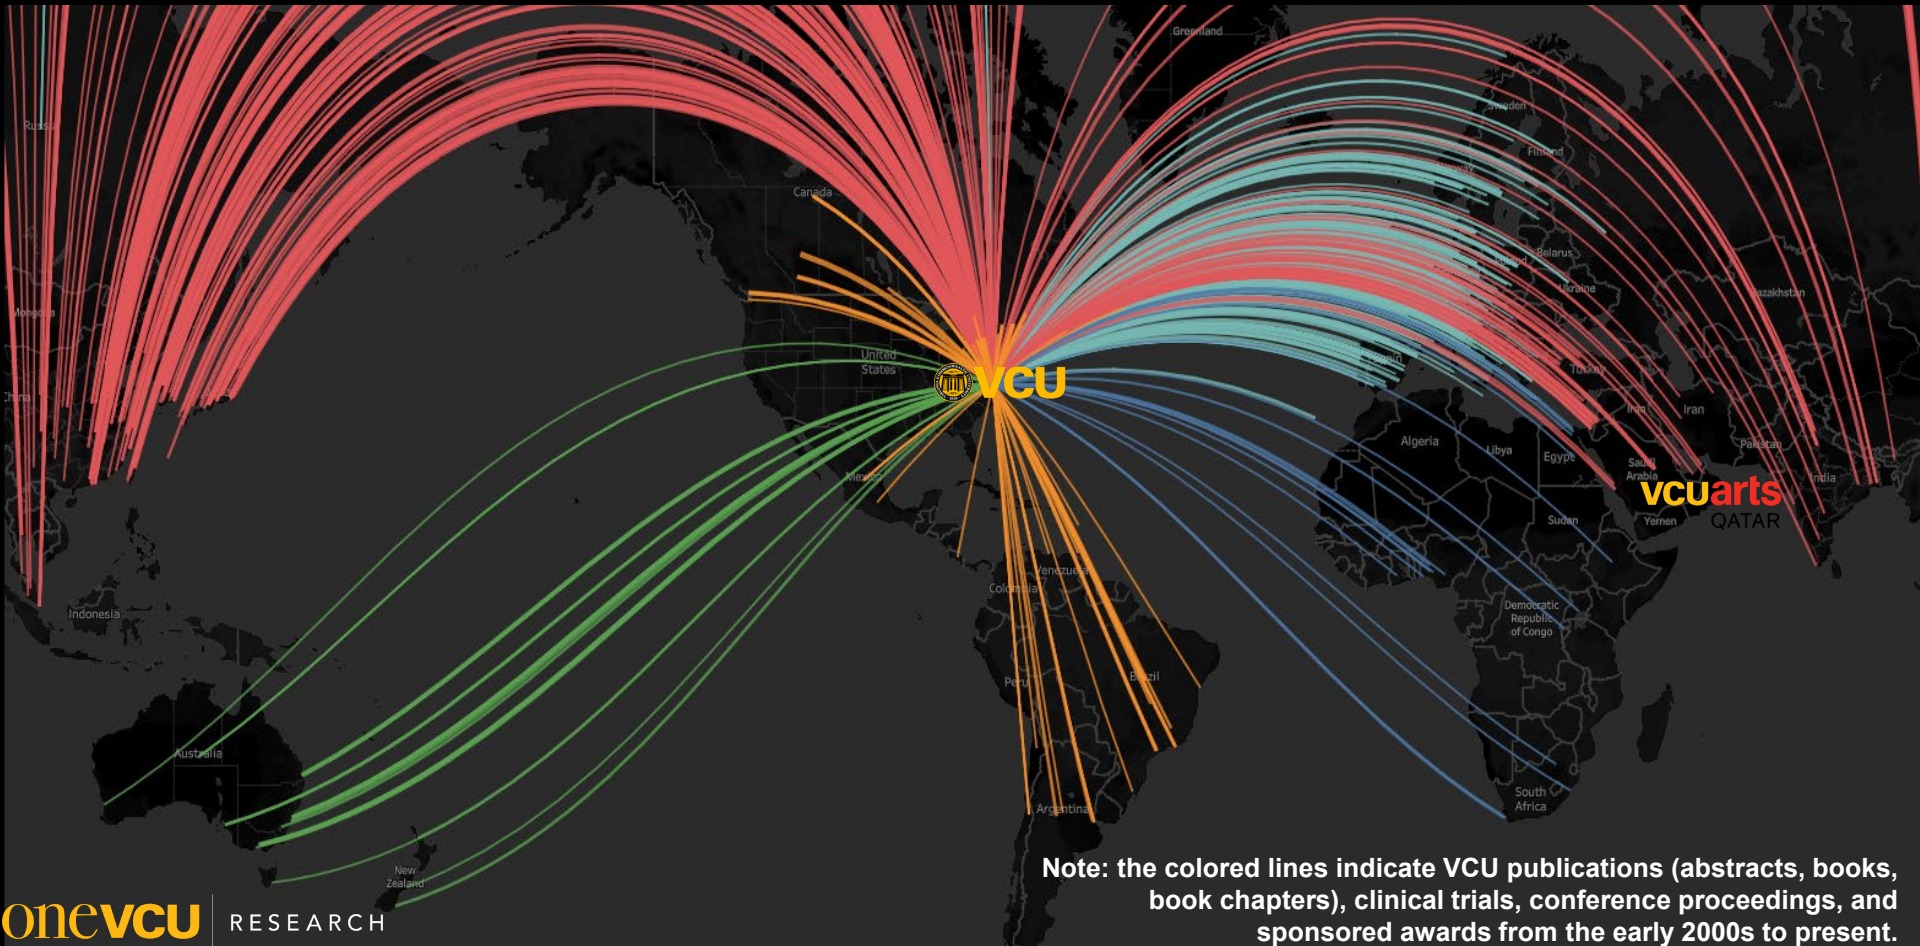 Greenland
Russia
Sweden
Finland
Norway
Canada
Belarus
Poland
Ukraine
Kazakhstan
Mongolia
United
States
Spain
Turkey
China
VCU
Iraq
Iran
Algeria
Libya
Egypt
Pakistan
Saudi
Arabia
India
Mexico
vcuarts
QATAR
Sudan
Yemen
Venezuela
Colombia
Indonesia
Democratic
Republic
of Congo
Peru
Brazil
Australia
South
Africa
Argentina
New
Zealand
Note: the colored lines indicate VCU publications (abstracts, books,
book chapters), clinical trials, conference proceedings, and
sponsored awards from the early 2000s to present.
oneVCU RESEARCH